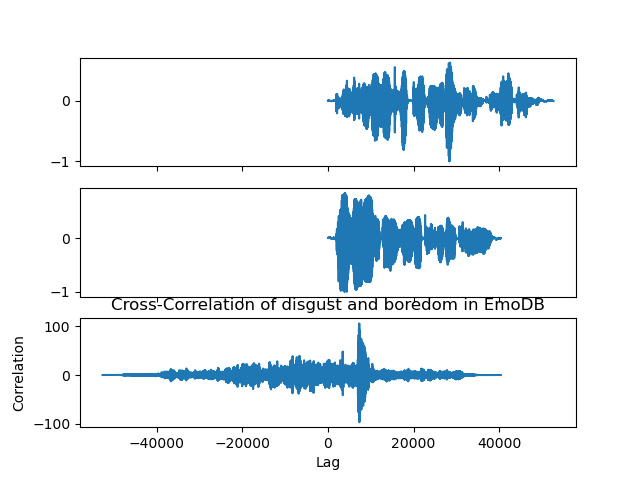 0
−1
0
−1
Cross-Correlation of disgust and boredom in EmoDB
100
0
−100
Correlation
−40000 −20000 0 20000 40000
Lag